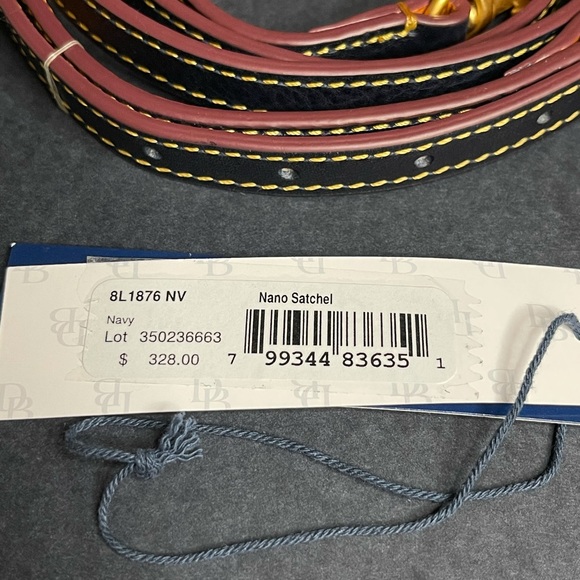 8L1876 NV
Nano Satchel
Navy
Lot 350236663
$ 328.00
7 99344 83635 1